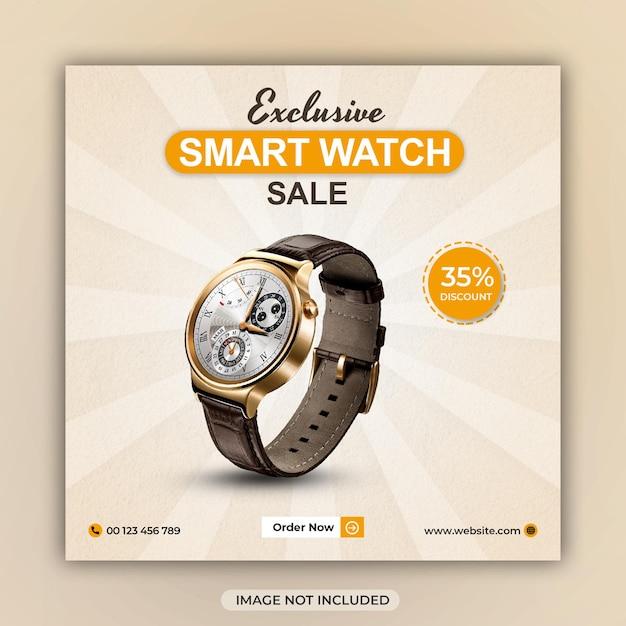 Exclusive
SMART WATCH
SALE
35%
DISCOUNT
00 123 456 789
Order Now
www.website.com
IMAGE NOT INCLUDED